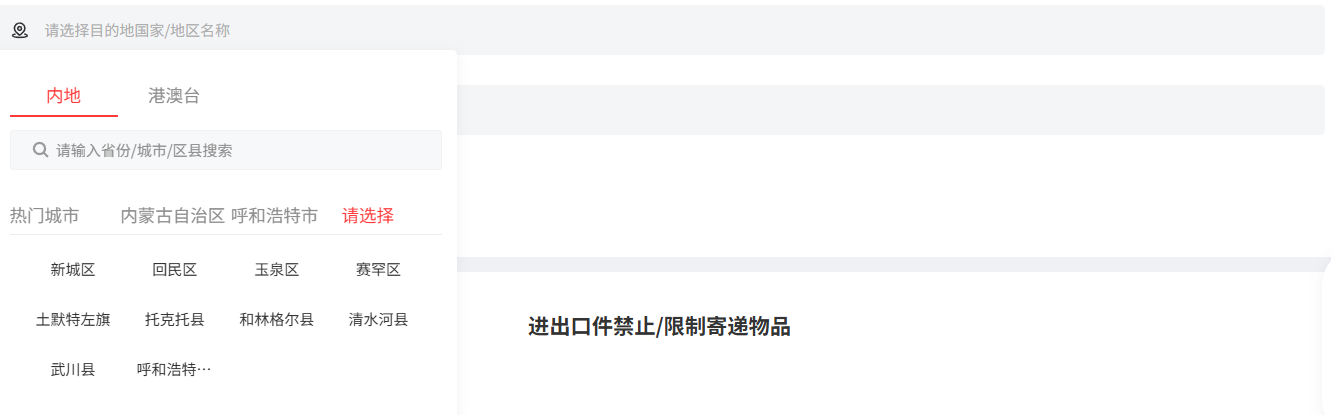 请选择目的地国家/地区名称
内地 港澳台
请输入省份/城市/区县搜索
热门城市 内蒙古自治区 呼和浩特市 请选择
新城区 回民区 玉泉区 赛罕区
土默特左旗 托克托县 和林格尔县 清水河县
进出口件禁止/限制寄递物品
武川县 呼和浩特…